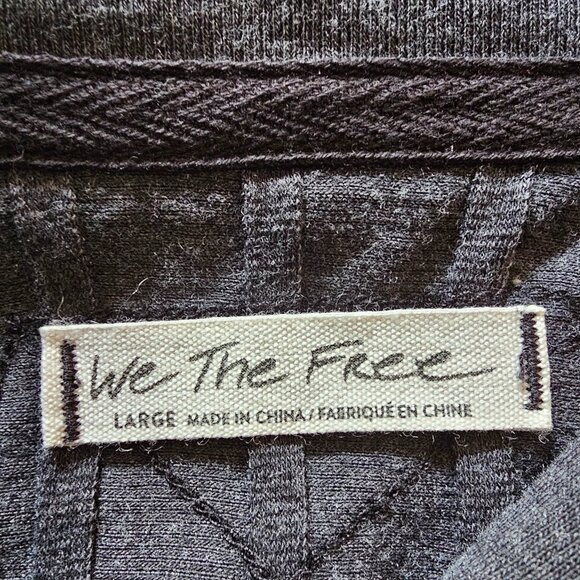 We The Free
LARGE MADE IN CHINA / FABRIQUÉ EN CHINE